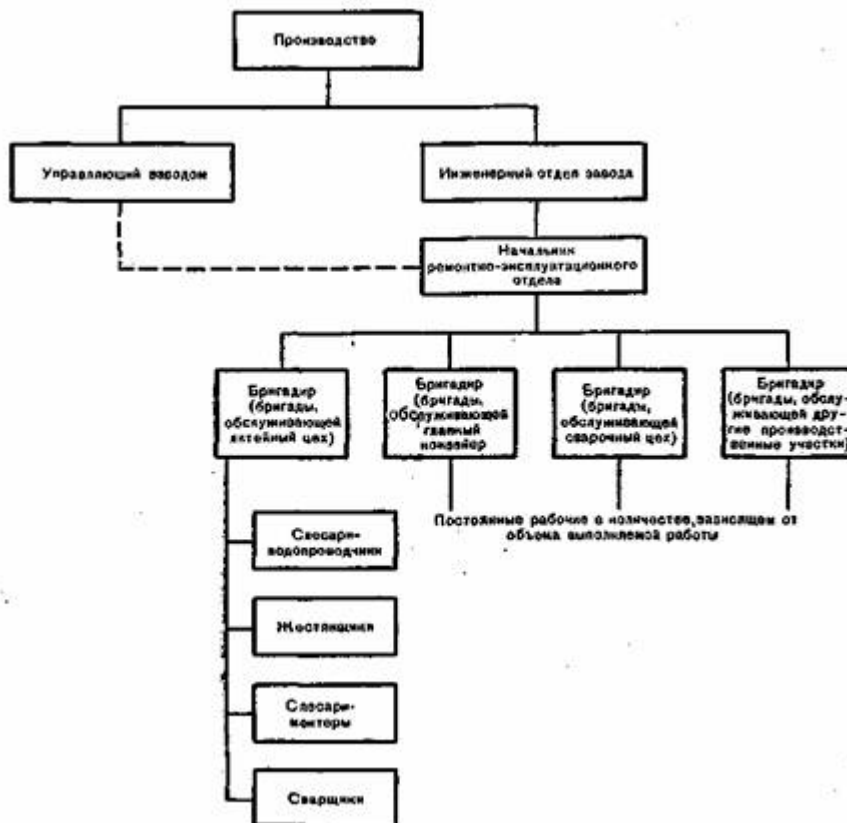 Производство
Управляющий заводом
Инженерный отдел завода
Начальник
ремонтно-эксплуатационного
отдела
Бригадир
(бригады,
обслуживающей
литейный цех)
Бригадир
(бригады,
обслуживающей
главный
конвейер
Бригадир
(бригады,
обслуживающей
сварочный цех)
Бригадир
(бригады, обслу-
живающей дру-
гие производст-
венные участки)
Постоянные рабочие в количестве, зависящем от
объема выполняемой работы
Слесари-
водопроводчики
Жестянщики
Слесари-
монтеры
Сварщики